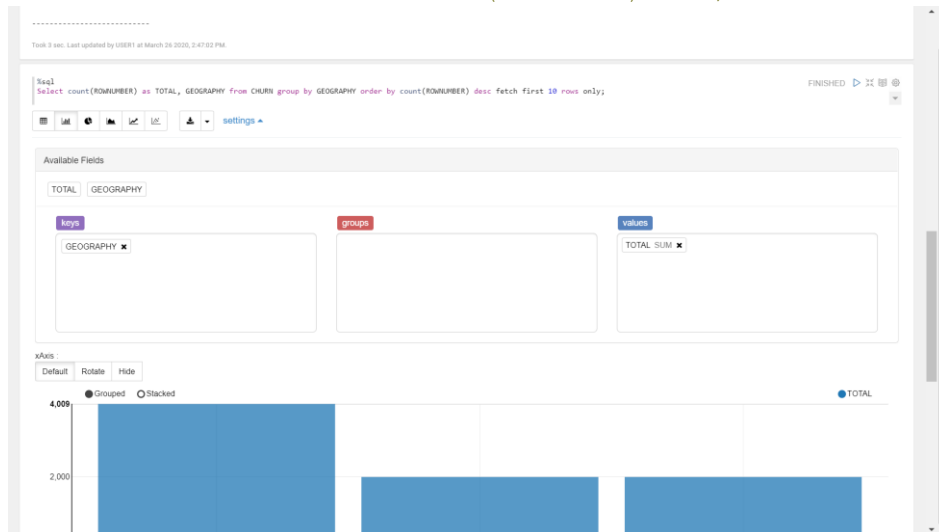 ---------------------------
Took 3 sec. Last updated by USER1 at March 26 2020, 2:47:02 PM.
%sql
FINISHED
Select count(ROWNUMBER) as TOTAL, GEOGRAPHY from CHURN group by GEOGRAPHY order by count(ROWNUMBER) desc fetch first 10 rows only;
settings
Available Fields
TOTAL GEOGRAPHY
keys groups values
GEOGRAPHY ✖ TOTAL SUM ✖
xAxis :
Default Rotate Hide
Grouped Stacked TOTAL
4,009
2,000